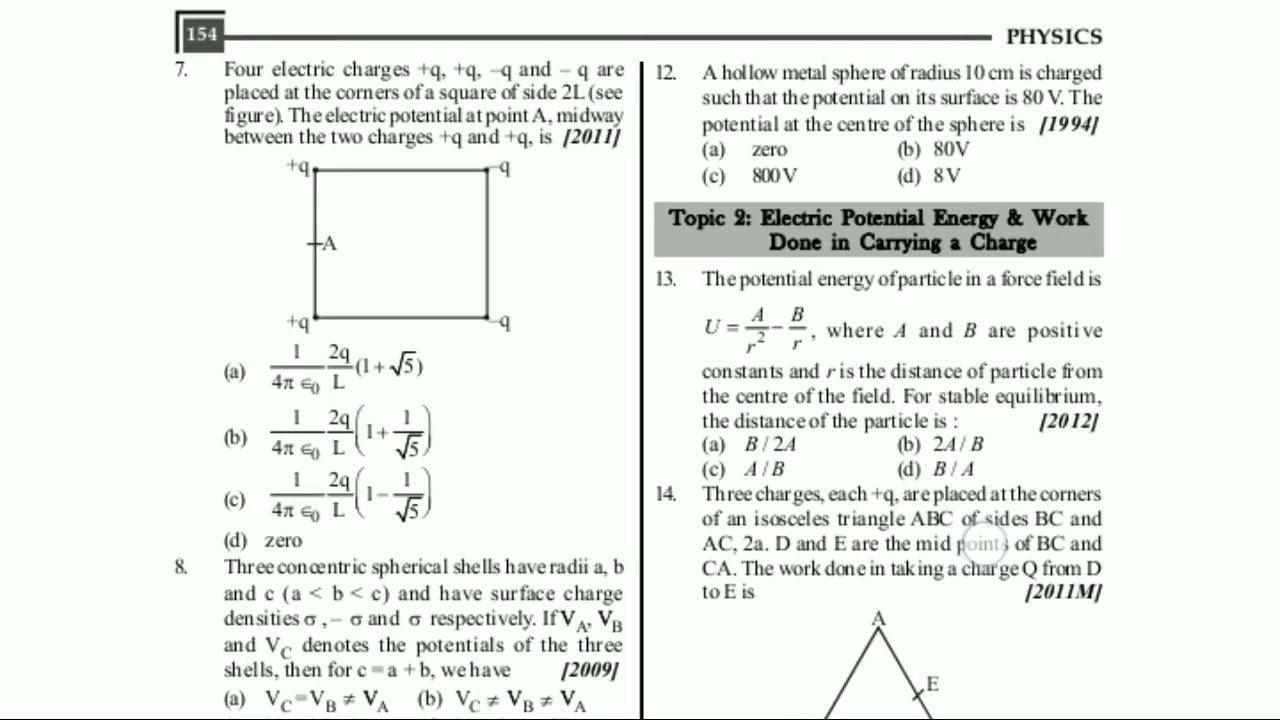 154
PHYSICS
7. Four electric charges +q, +q, –q and – q are
placed at the corners of a square of side 2L (see
figure). The electric potential at point A, midway
between the two charges +q and +q, is [2011]
+q –q
A
+q –q
(a) 1/4π ∈0 2q/L (1 + √5)
(b) 1/4π ∈0 2q/L (1 + 1/√5)
(c) 1/4π ∈0 2q/L (1 – 1/√5)
(d) zero
8. Three concentric spherical shells have radii a, b
and c (a < b < c) and have surface charge
densities σ , – σ and σ respectively. If VA, VB
and VC denotes the potentials of the three
shells, then for c = a + b, we have [2009]
(a) VC = VB ≠ VA (b) VC ≠ VB ≠ VA
12. A hollow metal sphere of radius 10 cm is charged
such that the potential on its surface is 80 V. The
potential at the centre of the sphere is [1994]
(a) zero (b) 80V
(c) 800 V (d) 8 V
Topic 2: Electric Potential Energy & Work
Done in Carrying a Charge
13. The potential energy of particle in a force field is
U = A/r² – B/r, where A and B are positive
constants and r is the distance of particle from
the centre of the field. For stable equilibrium,
the distance of the particle is : [2012]
(a) B / 2A (b) 2A / B
(c) A / B (d) B / A
14. Three charges, each +q, are placed at the corners
of an isosceles triangle ABC of sides BC and
AC, 2a. D and E are the mid points of BC and
CA. The work done in taking a charge Q from D
to E is [2011M]
A
E